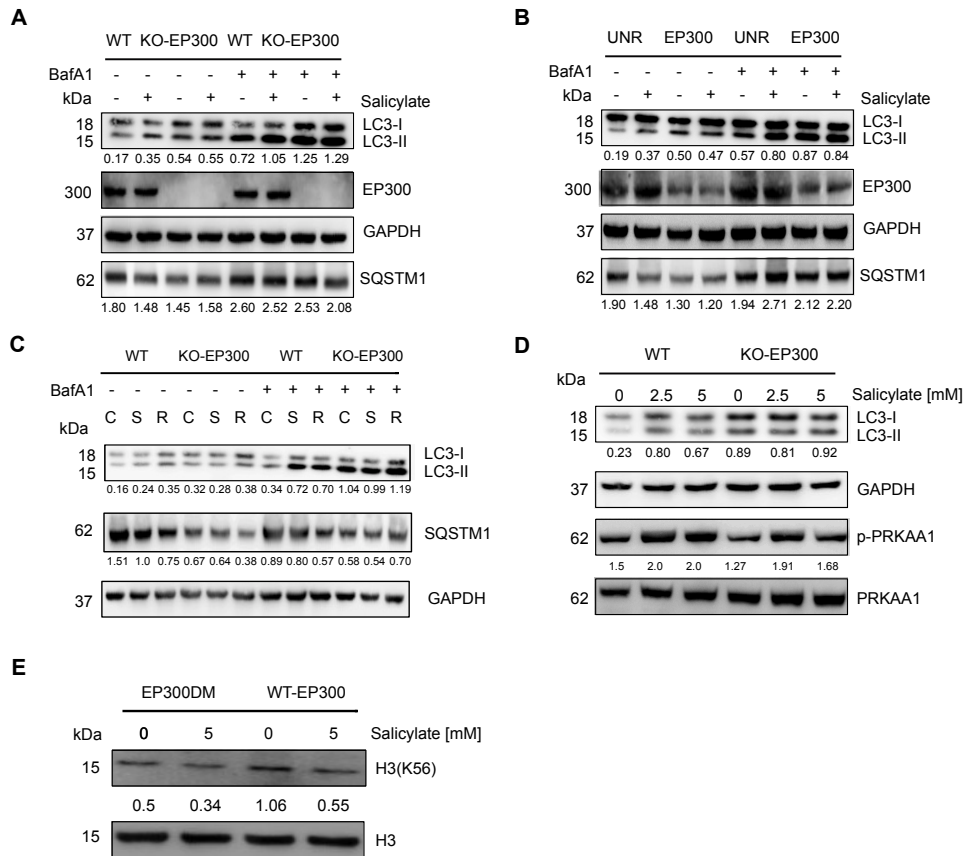 A
WT KO-EP300 WT KO-EP300
BafA1 - - - - + + + +
kDa - + - + - + - + Salicylate
18 LC3-I
15 LC3-II
0.17 0.35 0.54 0.55 0.72 1.05 1.25 1.29
300 EP300
37 GAPDH
62 SQSTM1
1.80 1.48 1.45 1.58 2.60 2.52 2.53 2.08
B
UNR EP300 UNR EP300
BafA1 - - - - + + + +
kDa - + - + - + - + Salicylate
18 LC3-I
15 LC3-II
0.19 0.37 0.50 0.47 0.57 0.80 0.87 0.84
300 EP300
37 GAPDH
62 SQSTM1
1.90 1.48 1.30 1.20 1.94 2.71 2.12 2.20
C
WT KO-EP300 WT KO-EP300
BafA1 - - - - - - + + + + + +
C S R C S R C S R C S R
kDa
18 LC3-I
15 LC3-II
0.16 0.24 0.35 0.32 0.28 0.38 0.34 0.72 0.70 1.04 0.99 1.19
62 SQSTM1
1.51 1.0 0.75 0.67 0.64 0.38 0.89 0.80 0.57 0.58 0.54 0.70
37 GAPDH
D
WT KO-EP300
kDa
0 2.5 5 0 2.5 5 Salicylate [mM]
18 LC3-I
15 LC3-II
0.23 0.80 0.67 0.89 0.81 0.92
37 GAPDH
62 p-PRKAA1
1.5 2.0 2.0 1.27 1.91 1.68
62 PRKAA1
E
EP300DM WT-EP300
kDa 0 5 0 5 Salicylate [mM]
15 H3(K56)
0.5 0.34 1.06 0.55
15 H3